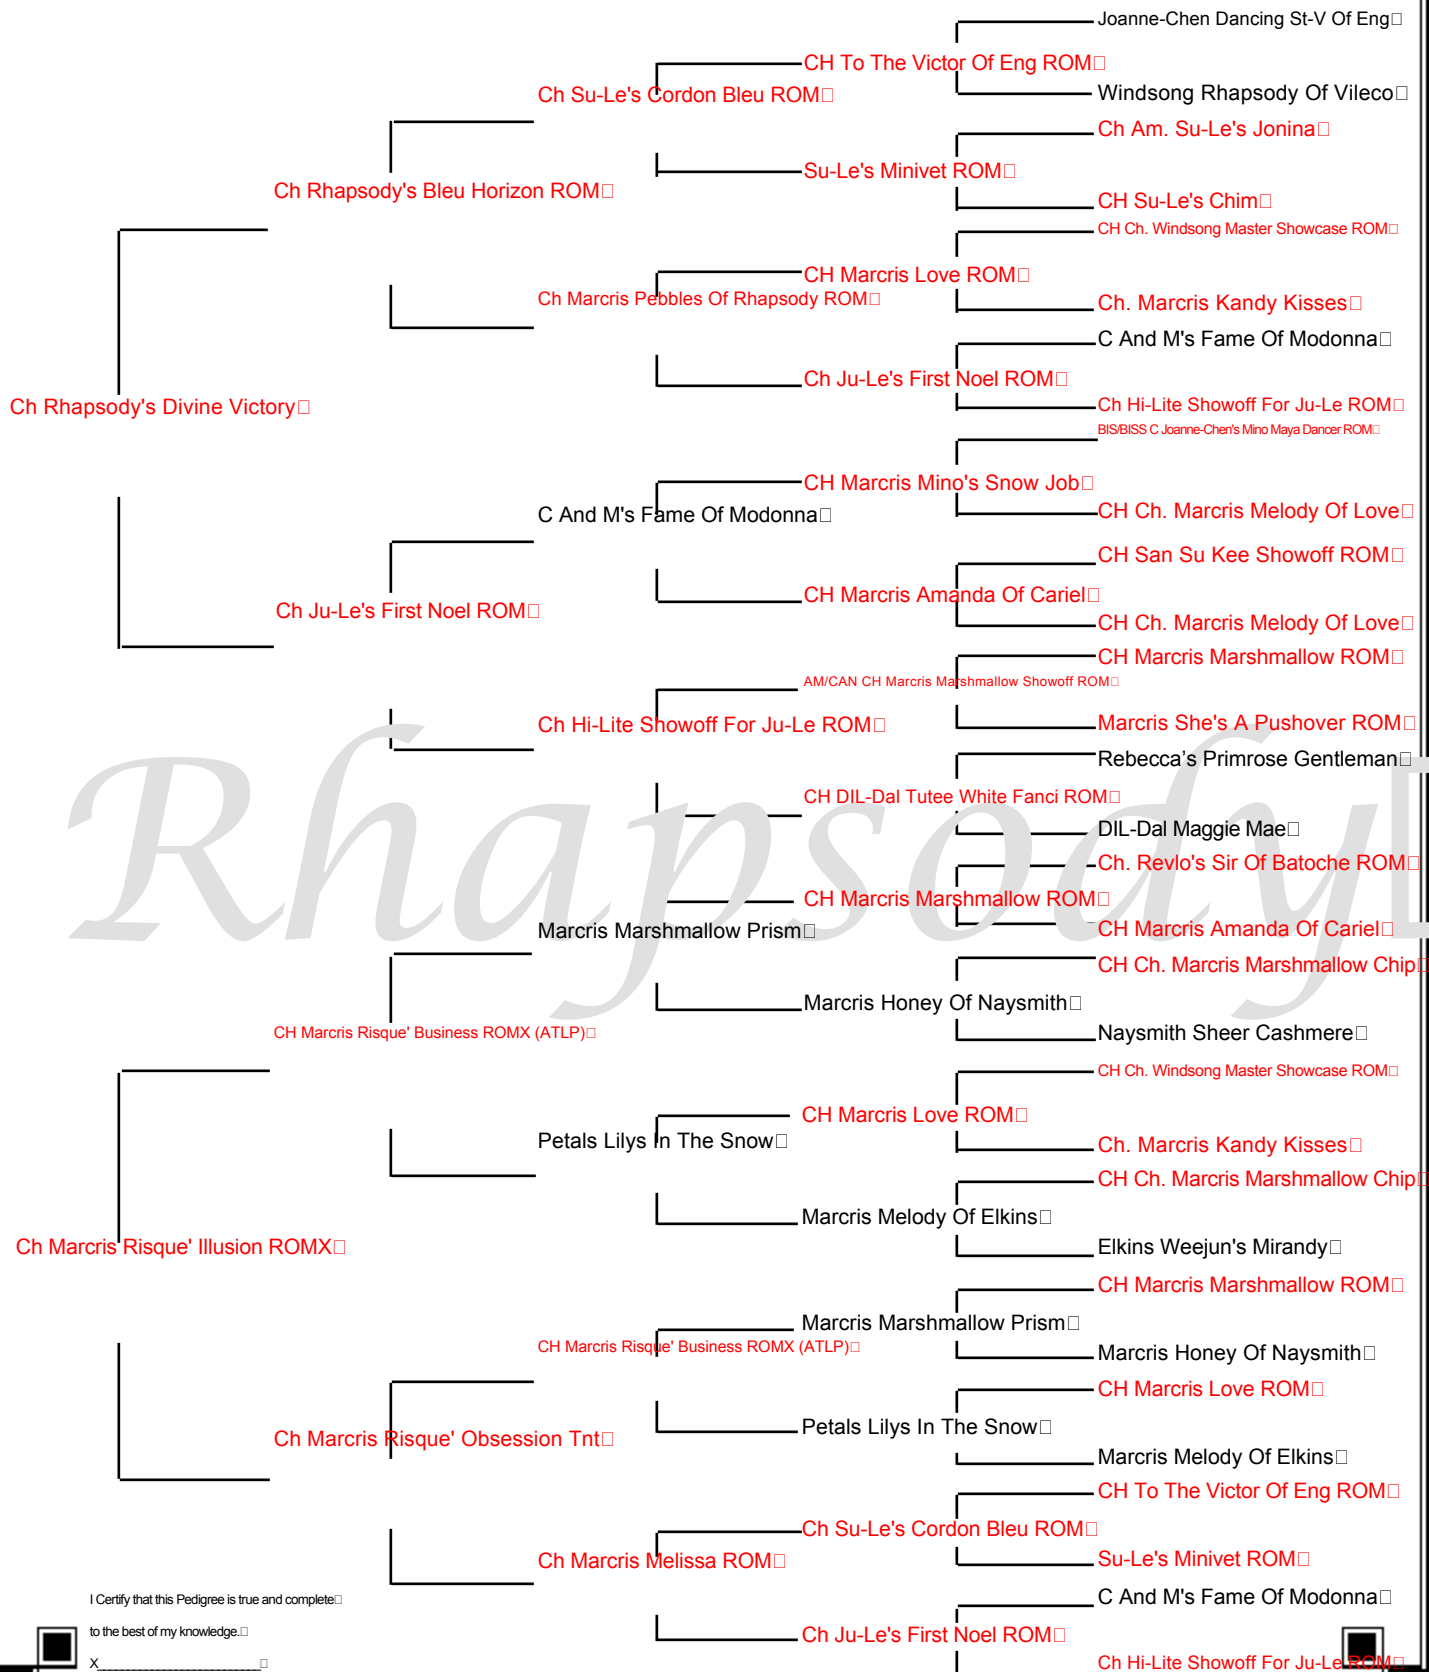 Joanne-Chen Dancing St-V Of Eng
CH To The Victor Of Eng ROM
Ch Su-Le's Cordon Bleu ROM
Windsong Rhapsody Of Vileco
Ch Am. Su-Le's Jonina
Su-Le's Minivet ROM
Ch Rhapsody's Bleu Horizon ROM
CH Su-Le's Chim
CH Ch. Windsong Master Showcase ROM
CH Marcris Love ROM
Ch Marcris Pebbles Of Rhapsody ROM
Ch. Marcris Kandy Kisses
C And M's Fame Of Modonna
Ch Ju-Le's First Noel ROM
Ch Rhapsody's Divine Victory
Ch Hi-Lite Showoff For Ju-Le ROM
BIS/BISS C Joanne-Chen's Mino Maya Dancer ROM
CH Marcris Mino's Snow Job
C And M's Fame Of Modonna
CH Ch. Marcris Melody Of Love
CH San Su Kee Showoff ROM
CH Marcris Amanda Of Cariel
Ch Ju-Le's First Noel ROM
CH Ch. Marcris Melody Of Love
CH Marcris Marshmallow ROM
AM/CAN CH Marcris Marshmallow Showoff ROM
Ch Hi-Lite Showoff For Ju-Le ROM
Marcris She's A Pushover ROM
Rebecca’s Primrose Gentleman
CH DIL-Dal Tutee White Fanci ROM
DIL-Dal Maggie Mae
Rhapsody
Ch. Revlo's Sir Of Batoche ROM
CH Marcris Marshmallow ROM
Marcris Marshmallow Prism
CH Marcris Amanda Of Cariel
CH Ch. Marcris Marshmallow Chip
Marcris Honey Of Naysmith
CH Marcris Risque' Business ROMX (ATLP)
Naysmith Sheer Cashmere
CH Ch. Windsong Master Showcase ROM
CH Marcris Love ROM
Petals Lilys In The Snow
Ch. Marcris Kandy Kisses
CH Ch. Marcris Marshmallow Chip
Marcris Melody Of Elkins
Ch Marcris Risque' Illusion ROMX
Elkins Weejun's Mirandy
CH Marcris Marshmallow ROM
Marcris Marshmallow Prism
CH Marcris Risque' Business ROMX (ATLP)
Marcris Honey Of Naysmith
CH Marcris Love ROM
Petals Lilys In The Snow
Ch Marcris Risque' Obsession Tnt
Marcris Melody Of Elkins
CH To The Victor Of Eng ROM
Ch Su-Le's Cordon Bleu ROM
Ch Marcris Melissa ROM
Su-Le's Minivet ROM
C And M's Fame Of Modonna
I Certify that this Pedigree is true and complete
to the best of my knowledge.
Ch Ju-Le's First Noel ROM
X__________________________
Ch Hi-Lite Showoff For Ju-Le ROM